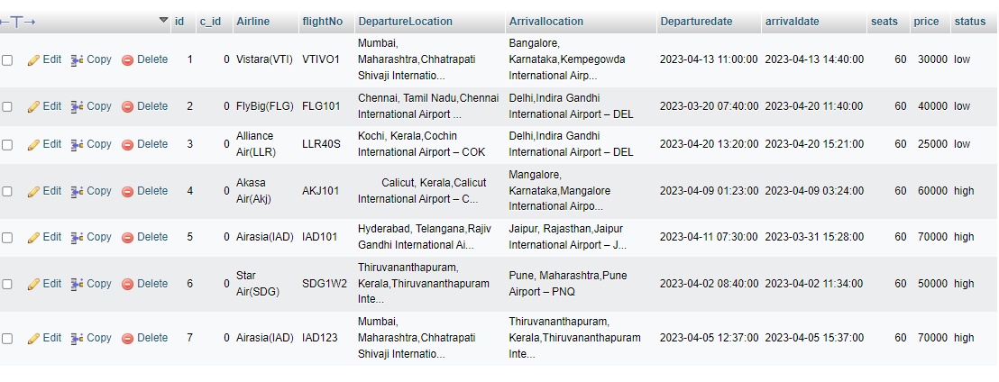 ←T→ id c_id Airline flightNo DepartureLocation Arrivallocation Departuredate arrivaldate seats price status
Edit Copy Delete 1 0 Vistara(VTI) VTIVO1 Mumbai, Maharashtra,Chhatrapati Shivaji Internatio... Bangalore, Karnataka,Kempegowda International Airp... 2023-04-13 11:00:00 2023-04-13 14:40:00 60 30000 low
Edit Copy Delete 2 0 FlyBig(FLG) FLG101 Chennai, Tamil Nadu,Chennai International Airport ... Delhi,Indira Gandhi International Airport – DEL 2023-03-20 07:40:00 2023-04-20 11:40:00 60 40000 low
Edit Copy Delete 3 0 Alliance Air(LLR) LLR40S Kochi, Kerala,Cochin International Airport – COK Delhi,Indira Gandhi International Airport – DEL 2023-04-20 13:20:00 2023-04-20 15:21:00 60 25000 low
Edit Copy Delete 4 0 Akasa Air(Akj) AKJ101 Calicut, Kerala,Calicut International Airport – C... Mangalore, Karnataka,Mangalore International Airpo... 2023-04-09 01:23:00 2023-04-09 03:24:00 60 60000 high
Edit Copy Delete 5 0 Airasia(IAD) IAD101 Hyderabad, Telangana,Rajiv Gandhi International Ai... Jaipur, Rajasthan,Jaipur International Airport – J... 2023-04-11 07:30:00 2023-03-31 15:28:00 60 70000 high
Edit Copy Delete 6 0 Star Air(SDG) SDG1W2 Thiruvananthapuram, Kerala,Thiruvananthapuram Inte... Pune, Maharashtra,Pune Airport – PNQ 2023-04-02 08:40:00 2023-04-02 11:34:00 60 50000 high
Edit Copy Delete 7 0 Airasia(IAD) IAD123 Mumbai, Maharashtra,Chhatrapati Shivaji Internatio... Thiruvananthapuram, Kerala,Thiruvananthapuram Inte... 2023-04-05 12:37:00 2023-04-05 15:37:00 60 70000 high